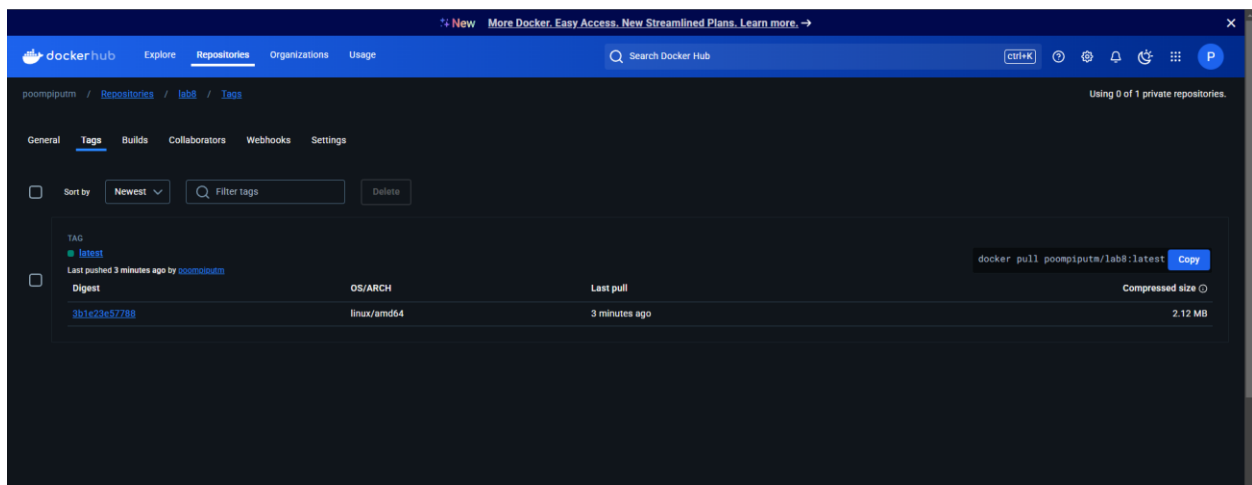 New More Docker. Easy Access. New Streamlined Plans. Learn more. →
dockerhub Explore Repositories Organizations Usage Search Docker Hub ctrl+K P
poompiputm / Repositories / lab8 / Tags Using 0 of 1 private repositories.
General Tags Builds Collaborators Webhooks Settings
Sort by Newest Filter tags Delete
TAG
latest
Last pushed 3 minutes ago by poompiputm
docker pull poompiputm/lab8:latest Copy
Digest OS/ARCH Last pull Compressed size
3b1e23e57788 linux/amd64 3 minutes ago 2.12 MB